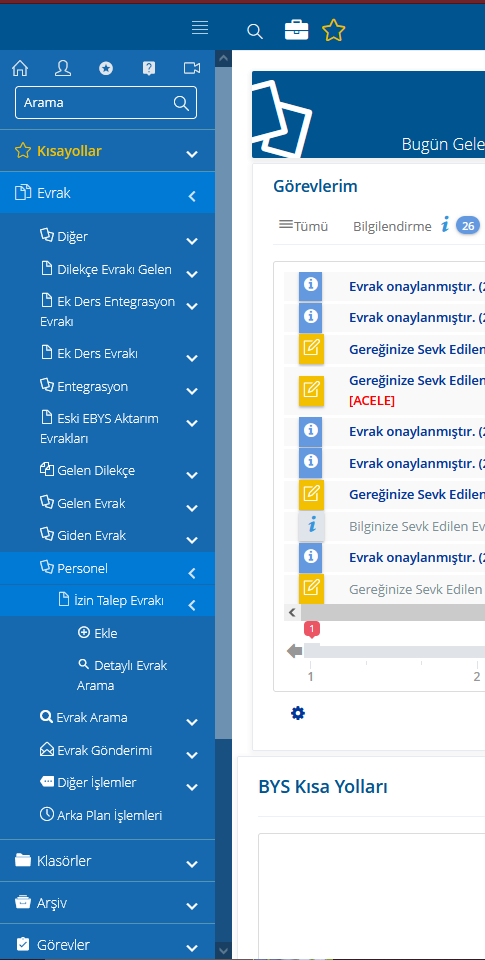 Arama
Kısayollar
Evrak
Diğer
Dilekçe Evrakı Gelen
Ek Ders Entegrasyon
Evrakı
Ek Ders Evrakı
Entegrasyon
Eski EBYS Aktarım
Evrakları
Gelen Dilekçe
Gelen Evrak
Giden Evrak
Personel
İzin Talep Evrakı
Ekle
Detaylı Evrak
Arama
Evrak Arama
Evrak Gönderimi
Diğer İşlemler
Arka Plan İşlemleri
Klasörler
Arşiv
Görevler
Bugün Gele
Görevlerim
Tümü Bilgilendirme 26
Evrak onaylanmıştır. (2
Evrak onaylanmıştır. (2
Gereğinize Sevk Edilen
Gereğinize Sevk Edilen
[ACELE]
Evrak onaylanmıştır. (2
Evrak onaylanmıştır. (2
Gereğinize Sevk Edilen
Bilginize Sevk Edilen Ev
Evrak onaylanmıştır. (2
Gereğinize Sevk Edilen
1
1 2
BYS Kısa Yolları